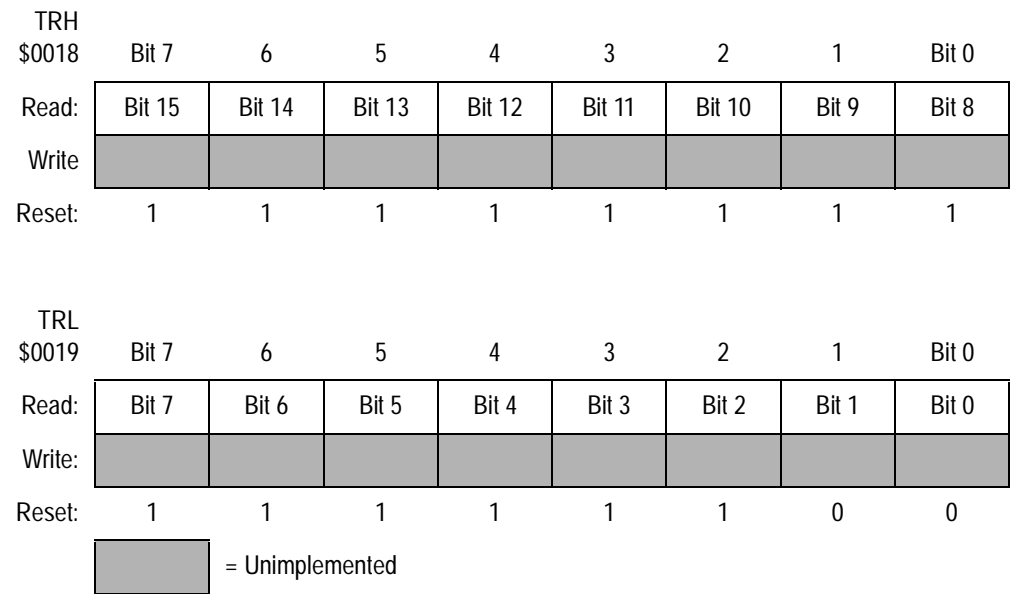 TRH
$0018 Bit 7 6 5 4 3 2 1 Bit 0
Read: Bit 15 Bit 14 Bit 13 Bit 12 Bit 11 Bit 10 Bit 9 Bit 8
Write
Reset: 1 1 1 1 1 1 1 1
TRL
$0019 Bit 7 6 5 4 3 2 1 Bit 0
Read: Bit 7 Bit 6 Bit 5 Bit 4 Bit 3 Bit 2 Bit 1 Bit 0
Write:
Reset: 1 1 1 1 1 1 0 0
= Unimplemented